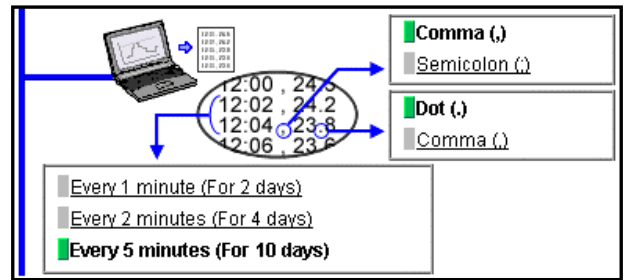 Comma (,)
Semicolon (;)
12:00 , 24.5
12:02 , 24.2
12:04 , 23.8
12:06 , 23.6
Dot (.)
Comma (,)
Every 1 minute (For 2 days)
Every 2 minutes (For 4 days)
Every 5 minutes (For 10 days)